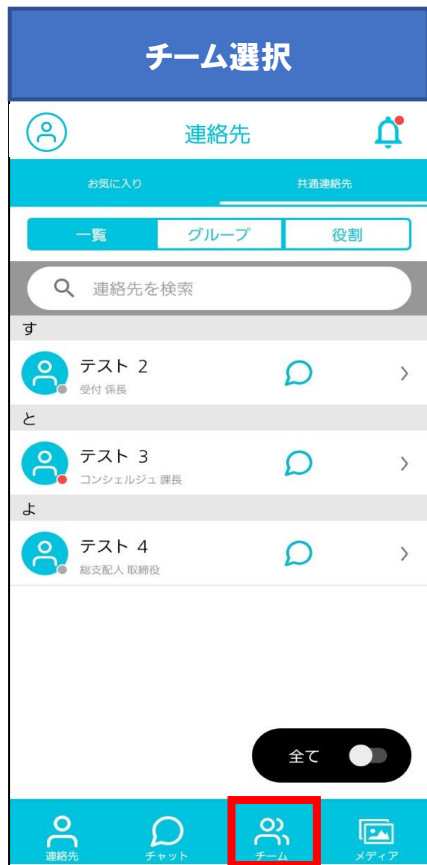 チーム選択
連絡先
お気に入り 共通連絡先
一覧 グループ 役割
連絡先を検索
す
テスト 2
受付 係長
と
テスト 3
コンシェルジュ 課長
よ
テスト 4
総支配人 取締役
全て
連絡先 チャット チーム メディア